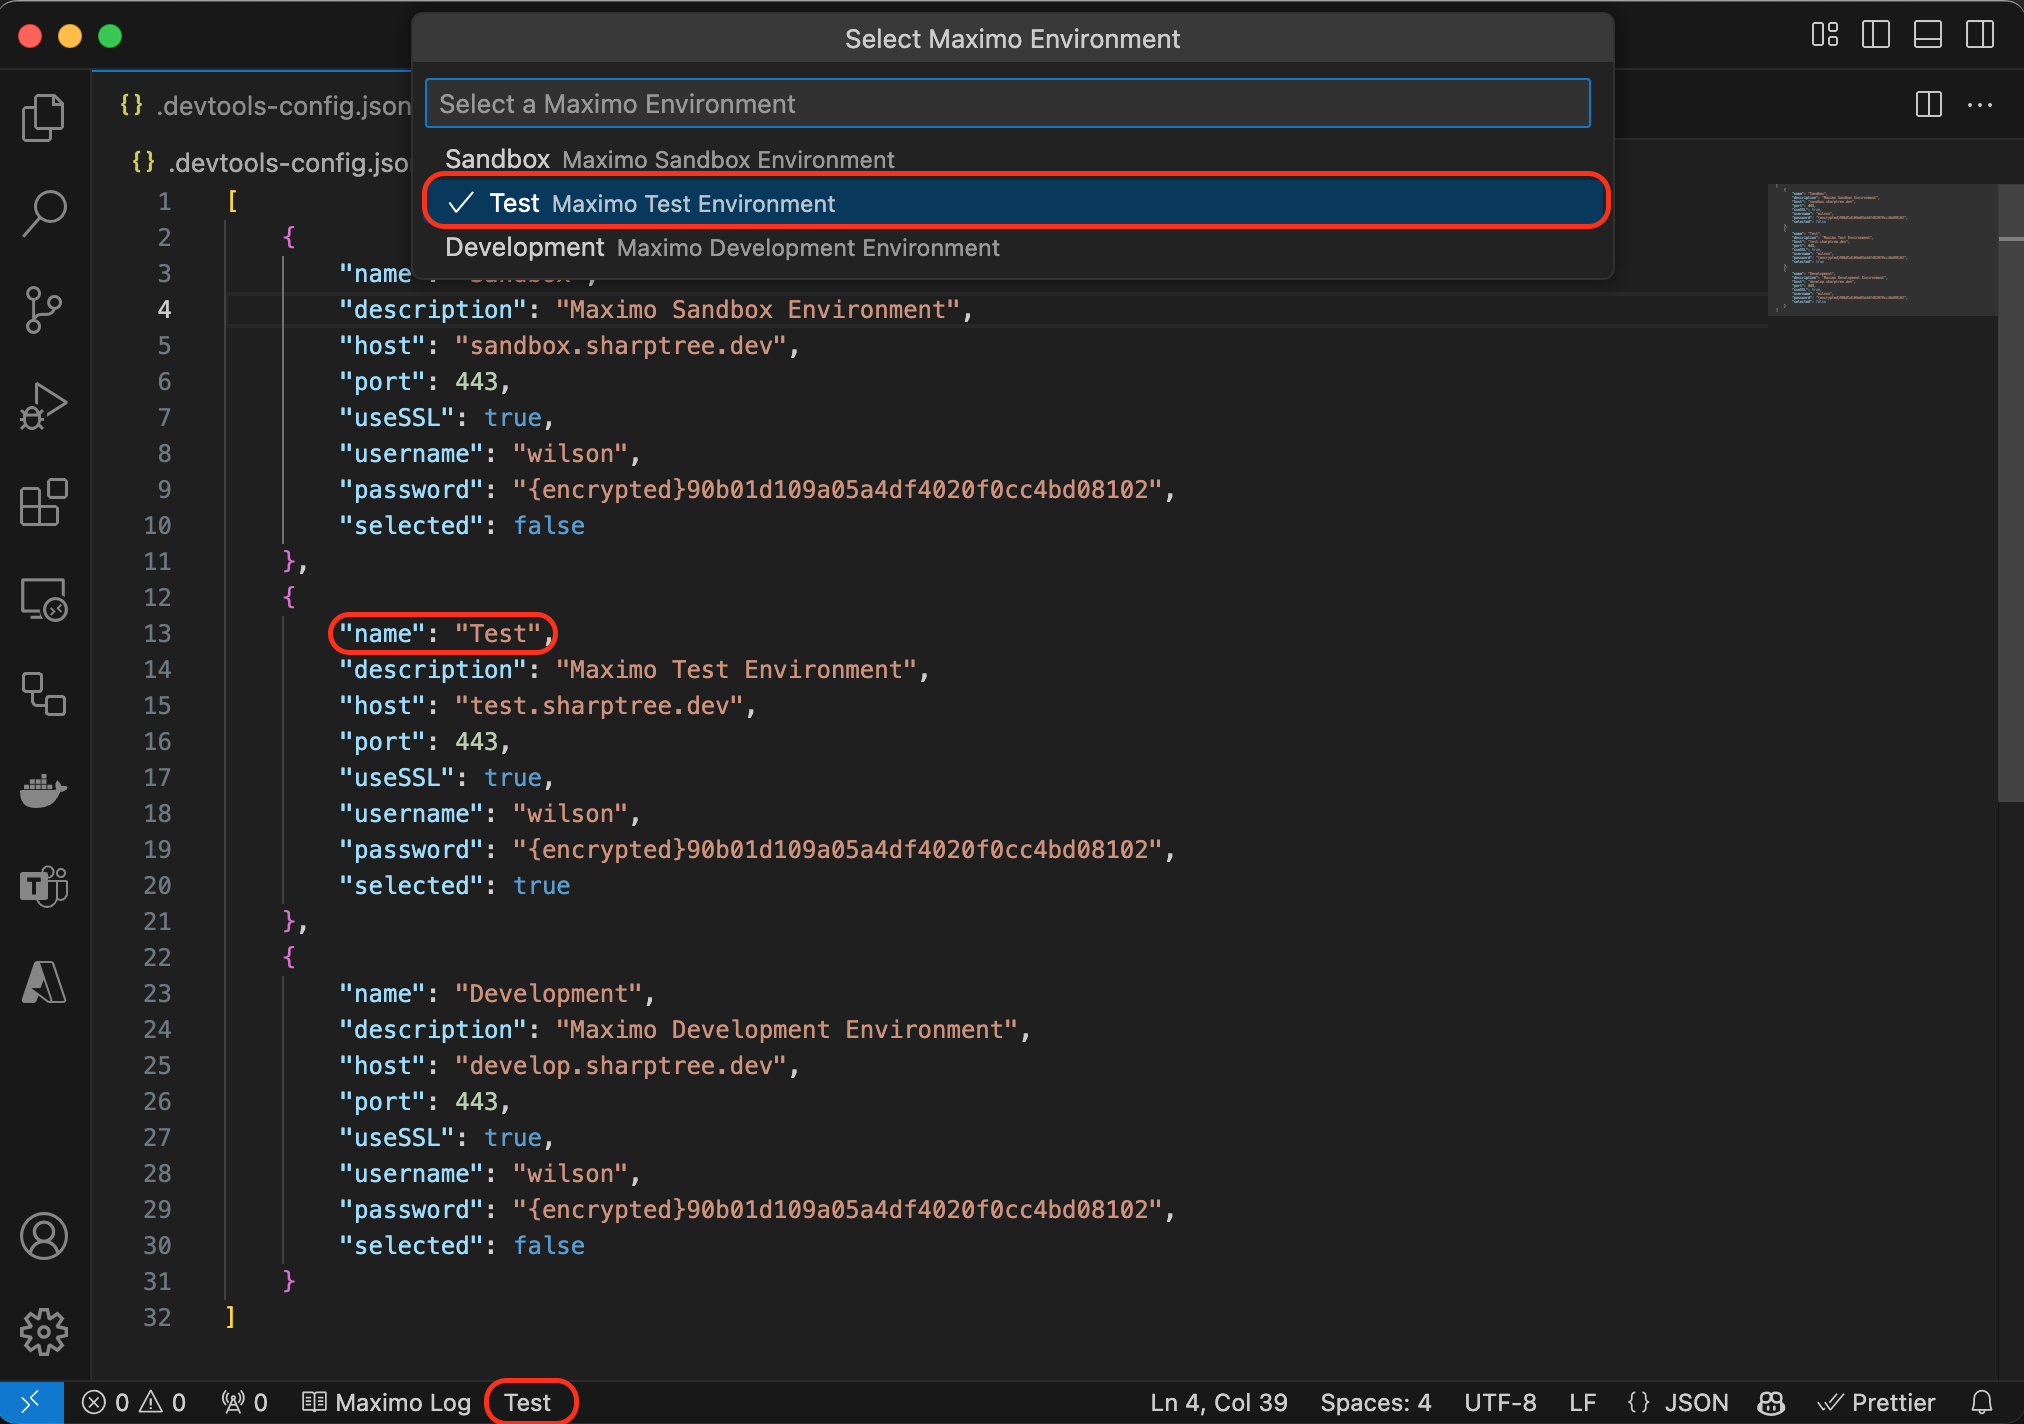 Select Maximo Environment
Select a Maximo Environment
Sandbox Maximo Sandbox Environment
Test Maximo Test Environment
Development Maximo Development Environment
{} .devtools-config.json
{} .devtools-config.jso
1 [
2 {
3 "name": "Sandbox",
4 "description": "Maximo Sandbox Environment",
5 "host": "sandbox.sharptree.dev",
6 "port": 443,
7 "useSSL": true,
8 "username": "wilson",
9 "password": "{encrypted}90b01d109a05a4df4020f0cc4bd08102",
10 "selected": false
11 },
12 {
13 "name": "Test",
14 "description": "Maximo Test Environment",
15 "host": "test.sharptree.dev",
16 "port": 443,
17 "useSSL": true,
18 "username": "wilson",
19 "password": "{encrypted}90b01d109a05a4df4020f0cc4bd08102",
20 "selected": true
21 },
22 {
23 "name": "Development",
24 "description": "Maximo Development Environment",
25 "host": "develop.sharptree.dev",
26 "port": 443,
27 "useSSL": true,
28 "username": "wilson",
29 "password": "{encrypted}90b01d109a05a4df4020f0cc4bd08102",
30 "selected": false
31 }
32 ]
0 0 0 Maximo Log Test Ln 4, Col 39 Spaces: 4 UTF-8 LF {} JSON Prettier